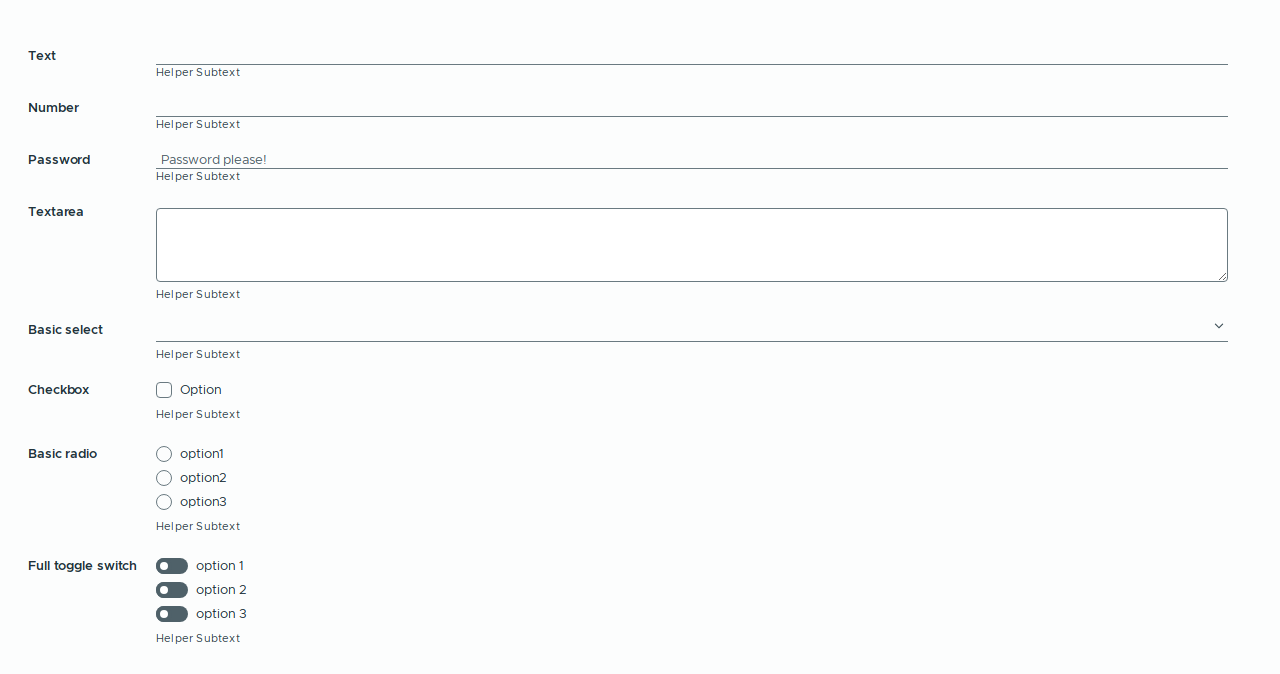 Text
Helper Subtext
Number
Helper Subtext
Password Password please!
Helper Subtext
Textarea
Helper Subtext
Basic select
Helper Subtext
Checkbox Option
Helper Subtext
Basic radio option1
option2
option3
Helper Subtext
Full toggle switch option 1
option 2
option 3
Helper Subtext